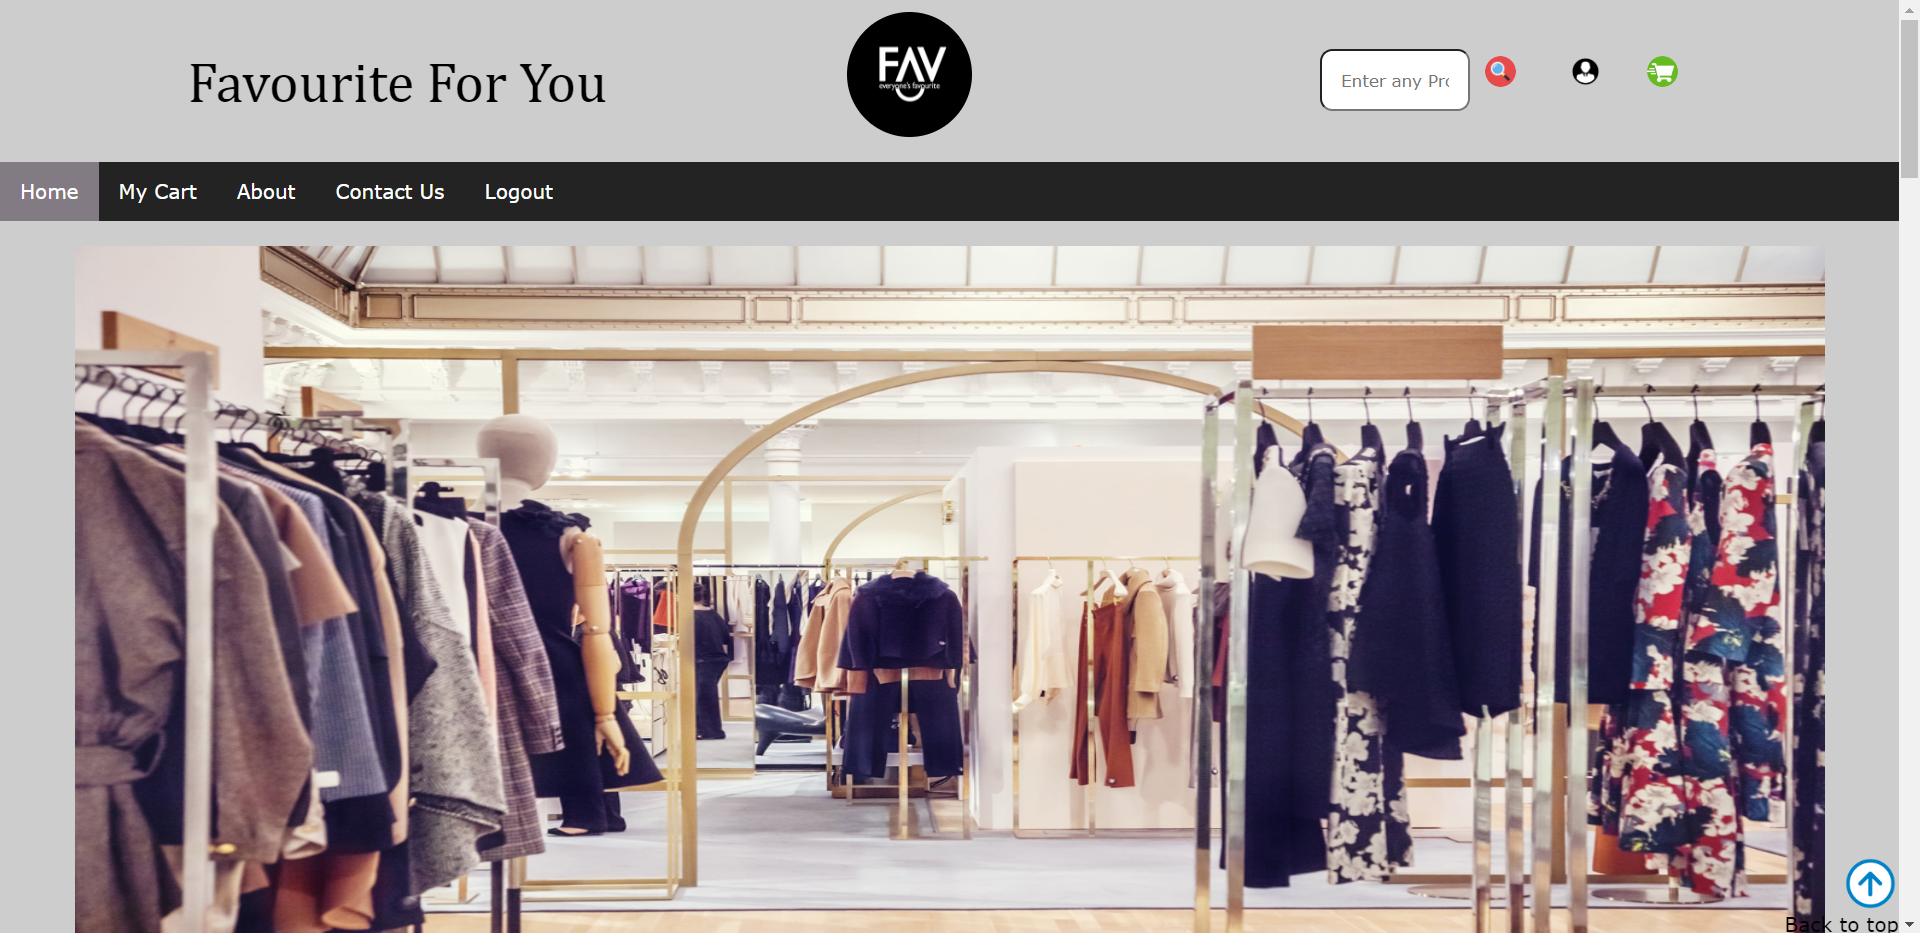 Favourite For You
FAV
everyone's favourite
Enter any Pro
Home
My Cart
About
Contact Us
Logout
Back to top